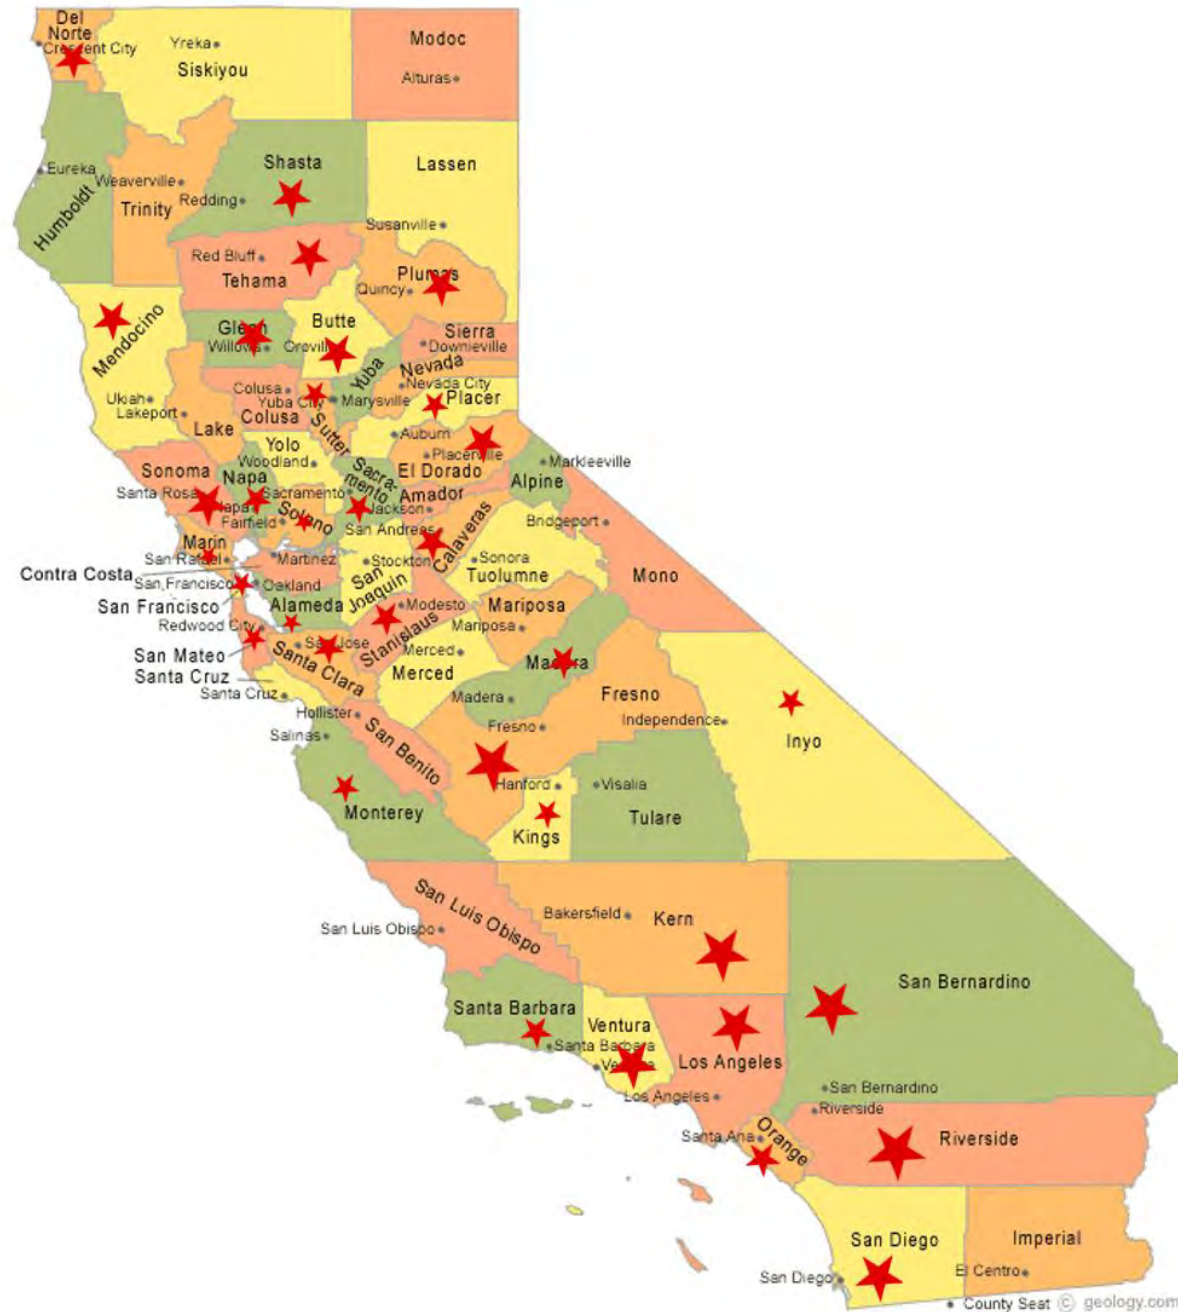 Del
Norte
Crescent City
Yreka
Siskiyou
Modoc
Alturas
Eureka
Humboldt
Weaverville
Trinity
Shasta
Redding
Lassen
Susanville
Red Bluff
Tehama
Plumas
Quincy
Mendocino
Ukiah
Lakeport
Glenn
Willows
Butte
Oroville
Sierra
Downieville
Yuba
Nevada
Nevada City
Colusa
Yuba City
Marysville
Colusa
Placer
Lake
Sutter
Auburn
Yolo
Woodland
Placerville
El Dorado
Sonoma
Santa Rosa
Napa
Napa
Sacramento
Sacra-
mento
Amador
Jackson
Alpine
Markleeville
Solano
Fairfield
San Andreas
Calaveras
Bridgeport
Marin
San Rafael
Martinez
Stockton
Sonora
Tuolumne
Mono
Contra Costa
San Francisco
Oakland
San
Joaquin
San Francisco
Alameda
Modesto
Mariposa
Redwood City
Stanislaus
Mariposa
San Mateo
San Jose
Santa Clara
Merced
Merced
Madera
Santa Cruz
Santa Cruz
Madera
Fresno
Hollister
San Benito
Fresno
Independence
Inyo
Salinas
Monterey
Hanford
Visalia
Kings
Tulare
San Luis Obispo
San Luis Obispo
Bakersfield
Kern
San Bernardino
Santa Barbara
Santa Barbara
Ventura
Ventura
Los Angeles
Los Angeles
San Bernardino
Riverside
Santa Ana
Orange
Riverside
San Diego
San Diego
Imperial
El Centro
County Seat © geology.com